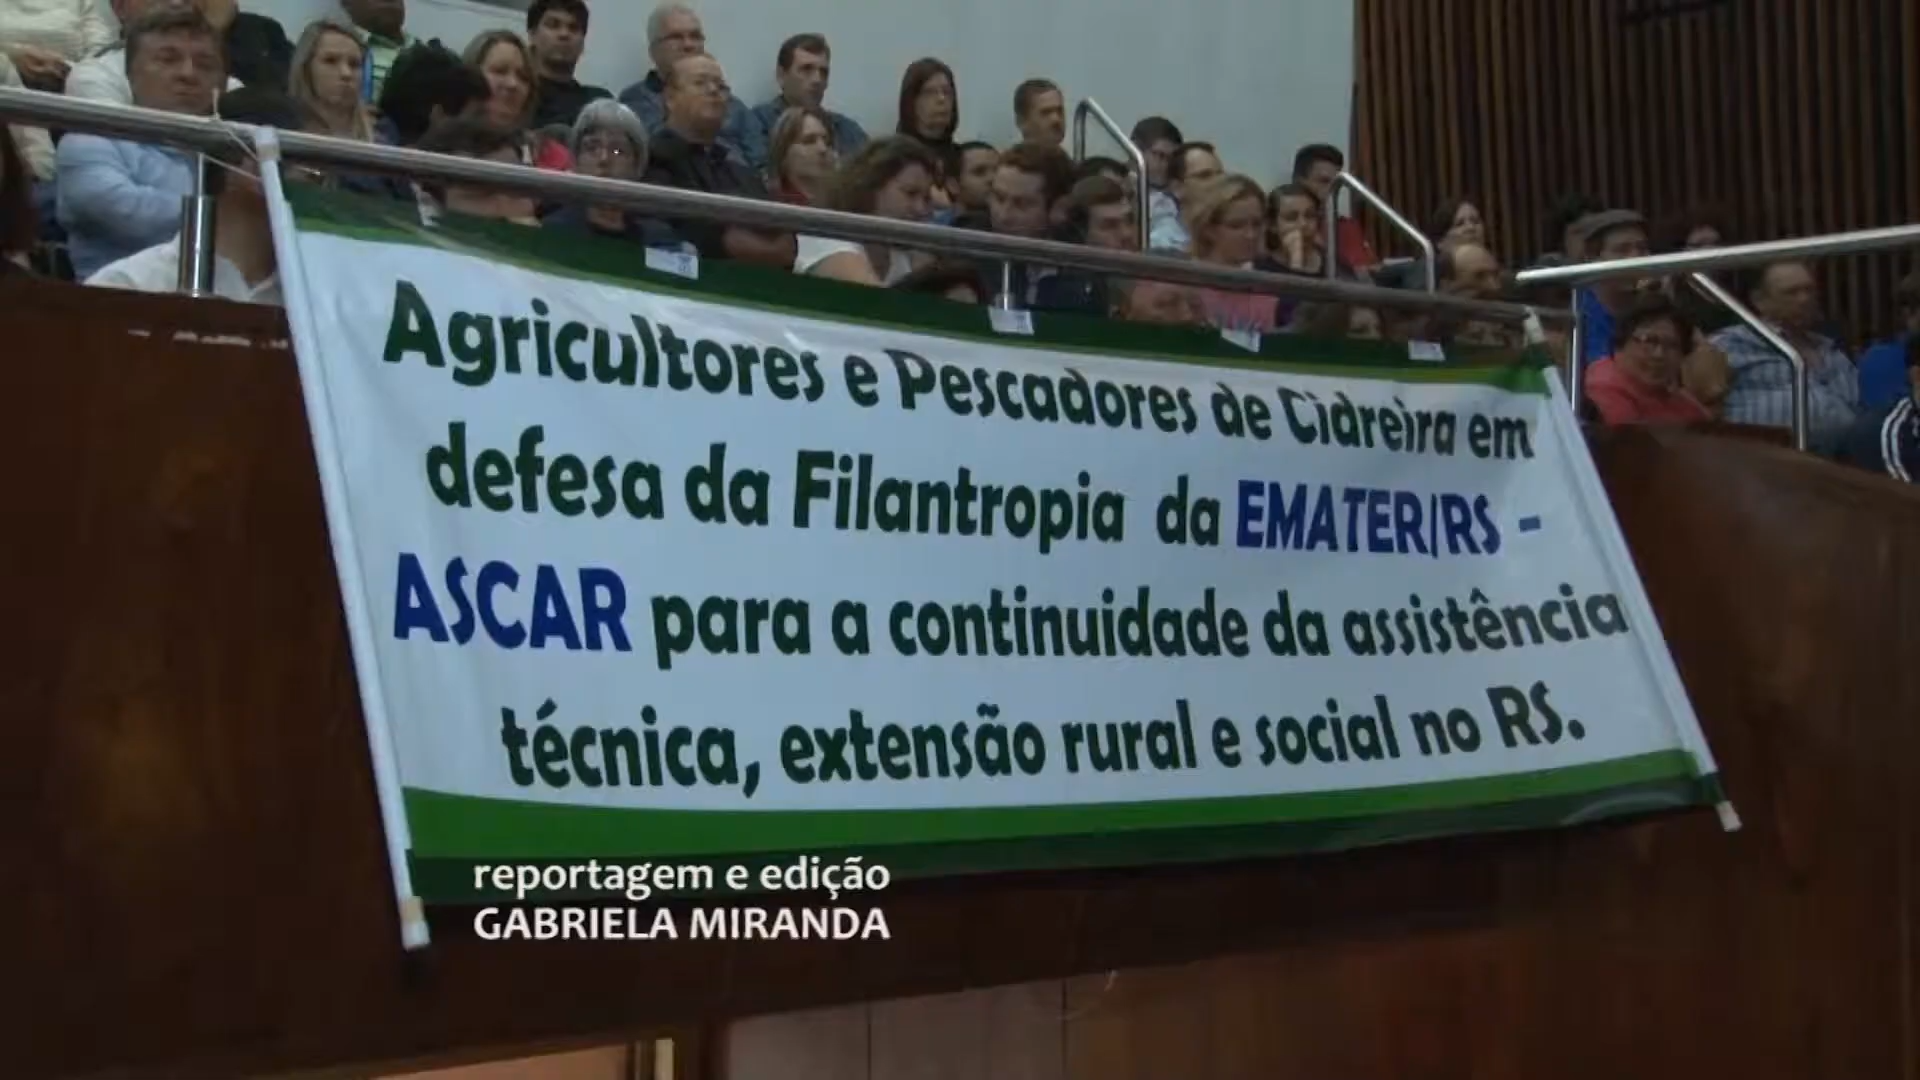 Agricultores e Pescadores de Cidreira em
defesa da Filantropia da EMATER/RS -
ASCAR para a continuidade da assistência
técnica, extensão rural e social no RS.
reportagem e edição
GABRIELA MIRANDA